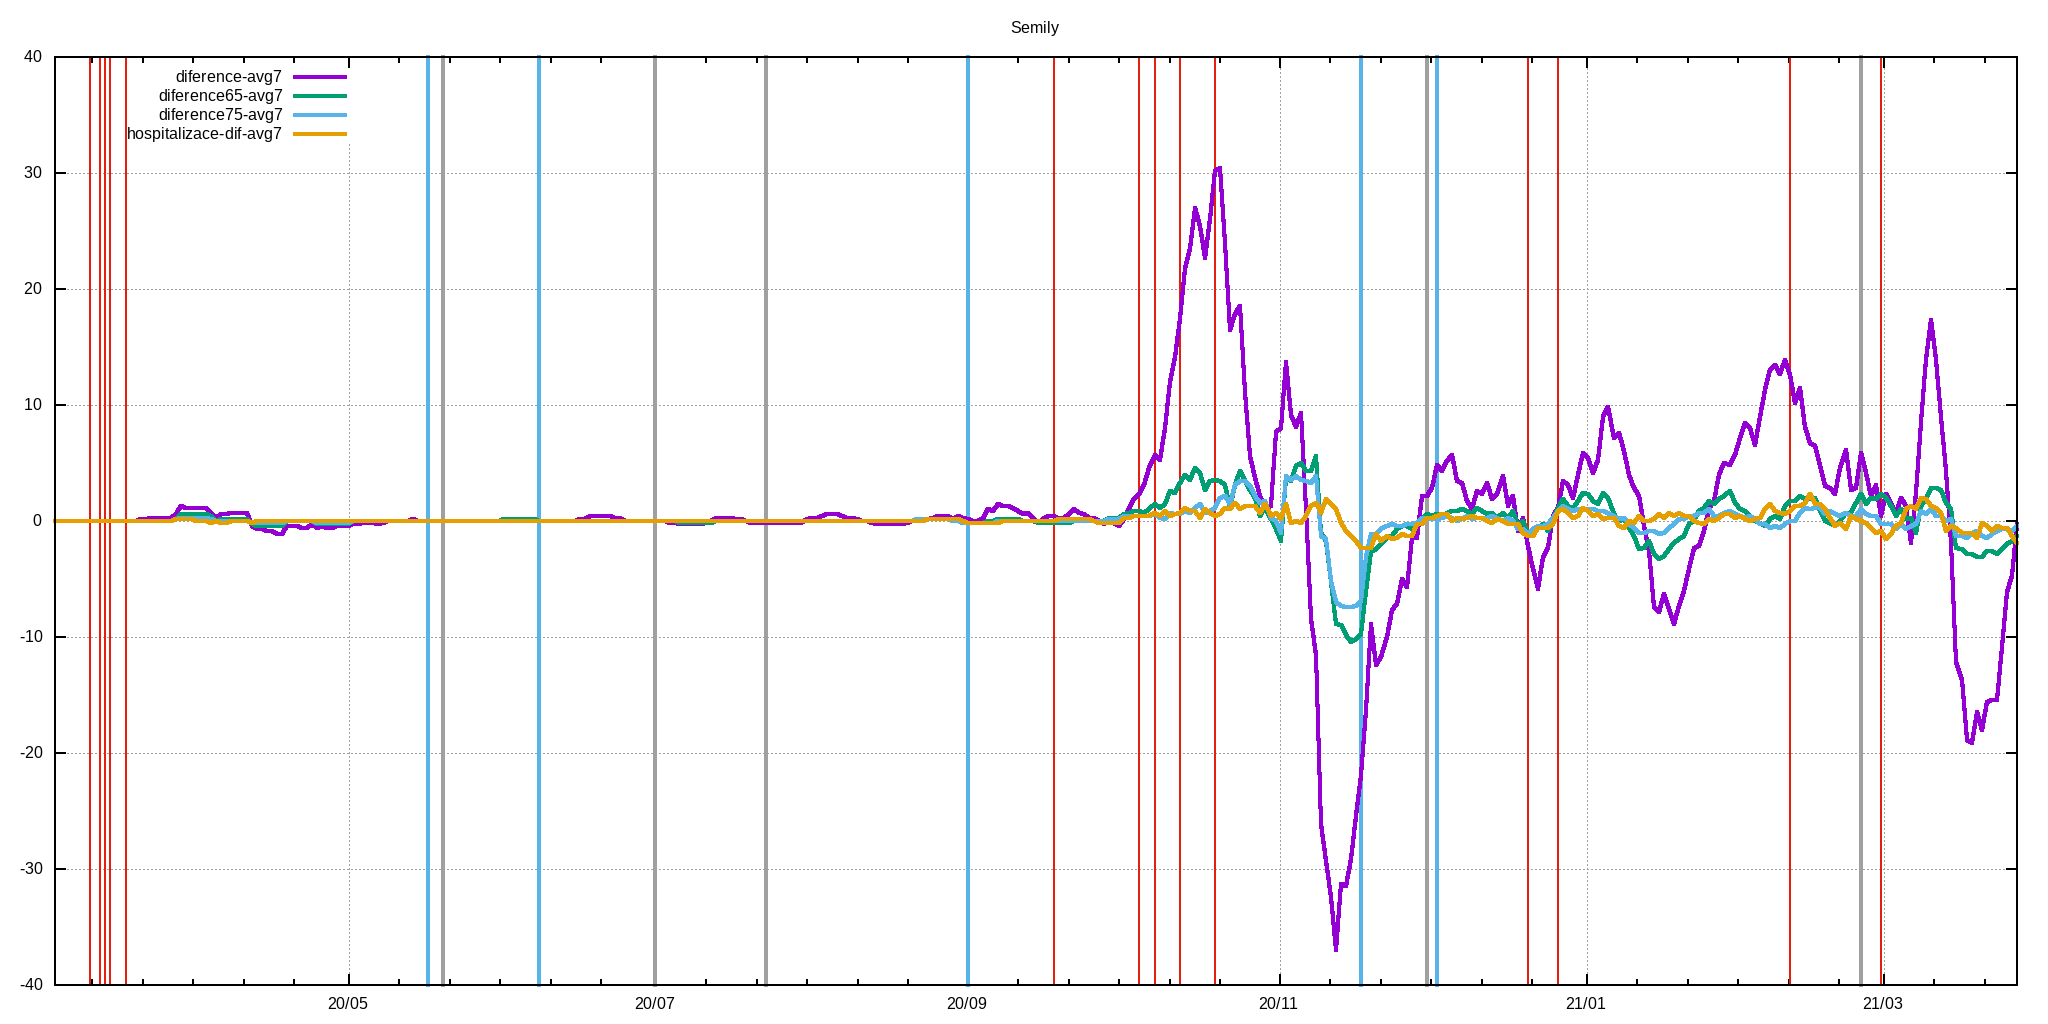 Semily
diference-avg7
diference65-avg7
diference75-avg7
hospitalizace-dif-avg7
40
30
20
10
0
-10
-20
-30
-40
20/05 20/07 20/09 20/11 21/01 21/03